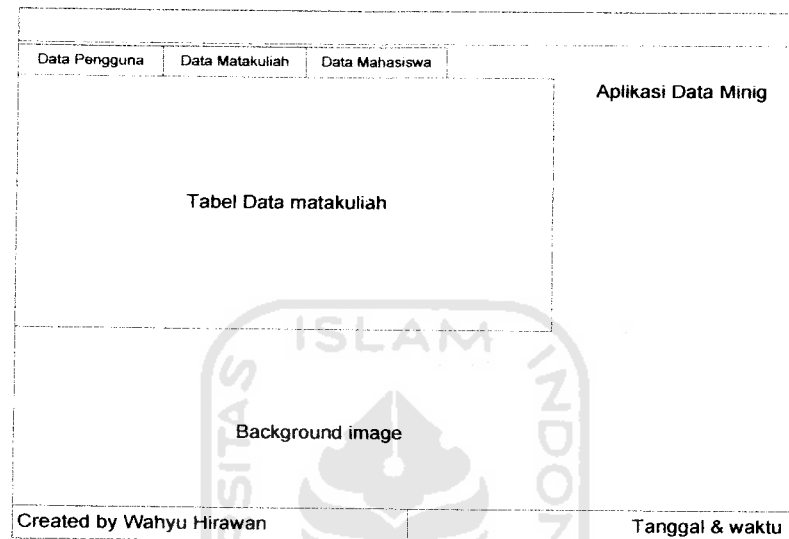 Data Pengguna Data Matakuliah Data Mahasiswa
Aplikasi Data Minig
Tabel Data matakuliah
ISLAM
Background image
Created by Wahyu Hirawan Tanggal & waktu